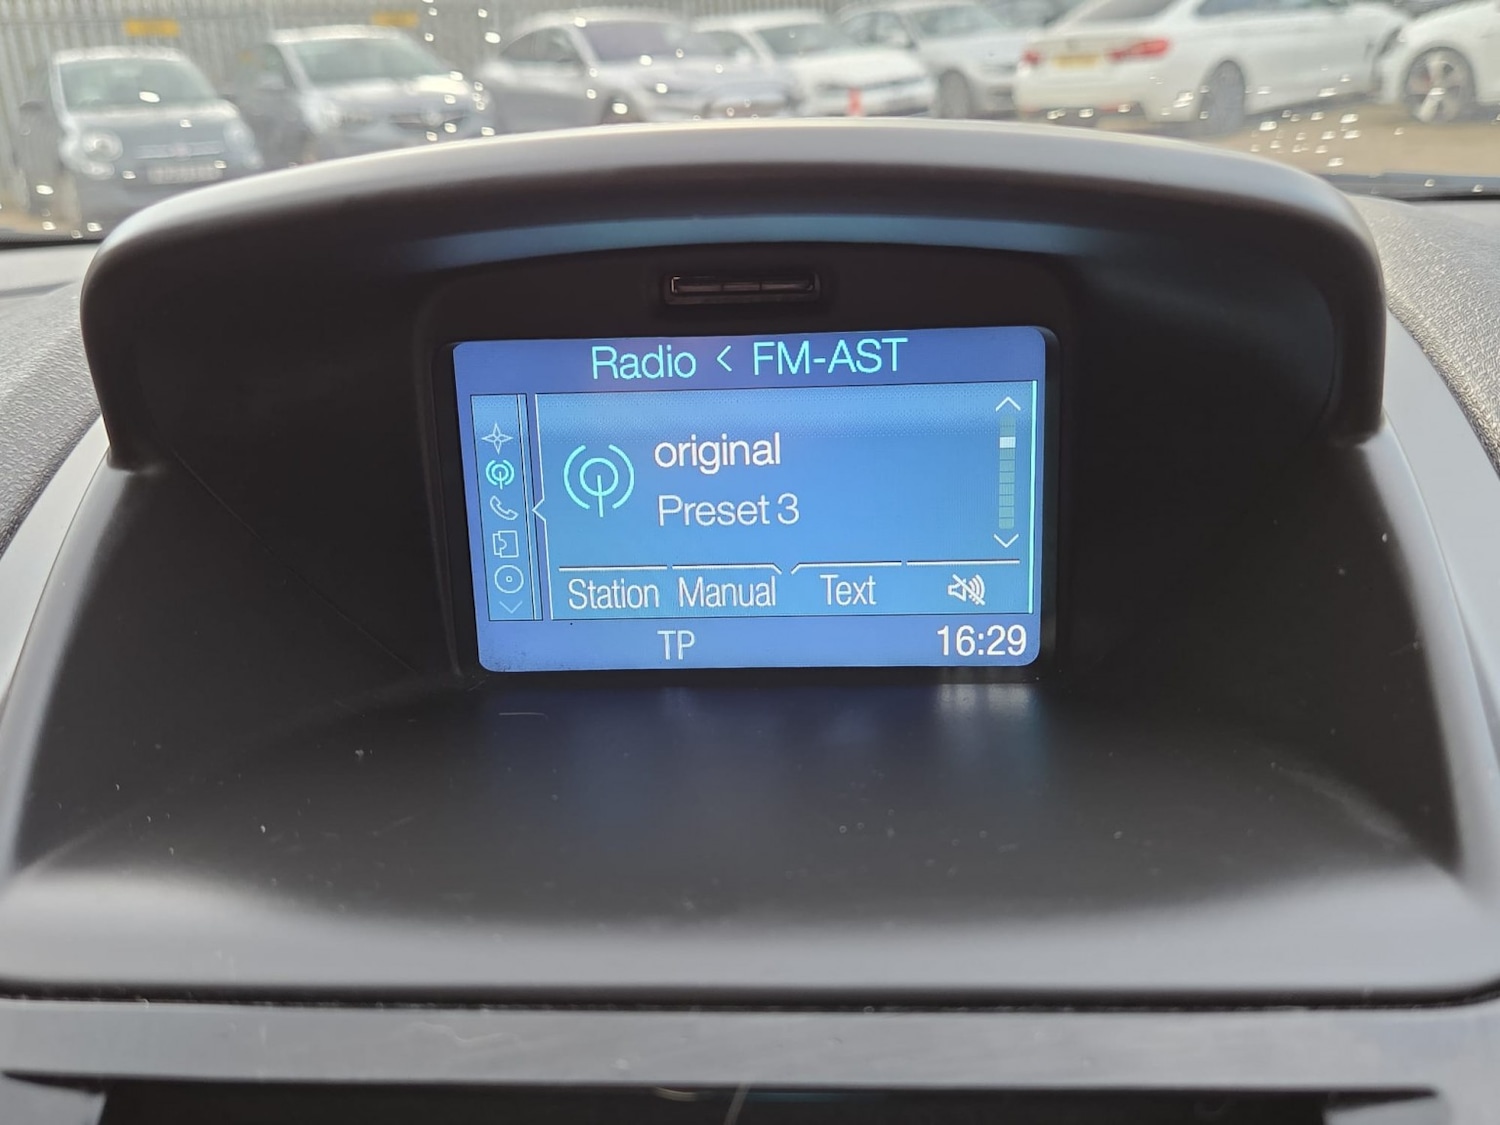 Radio < FM-AST
original
Preset 3
Station Manual Text
TP 16:29